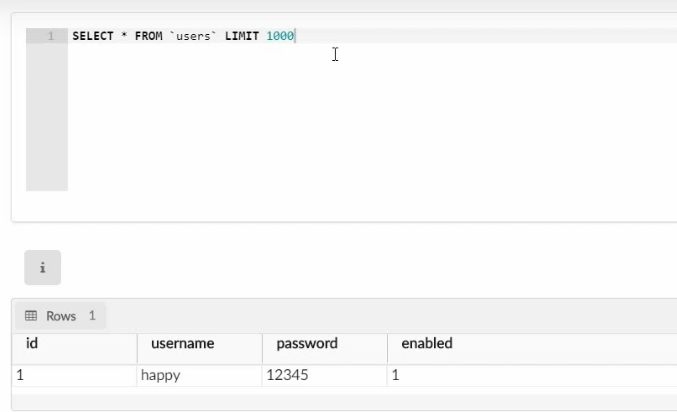 1 SELECT * FROM `users` LIMIT 1000
i
Rows 1
id username password enabled
1 happy 12345 1